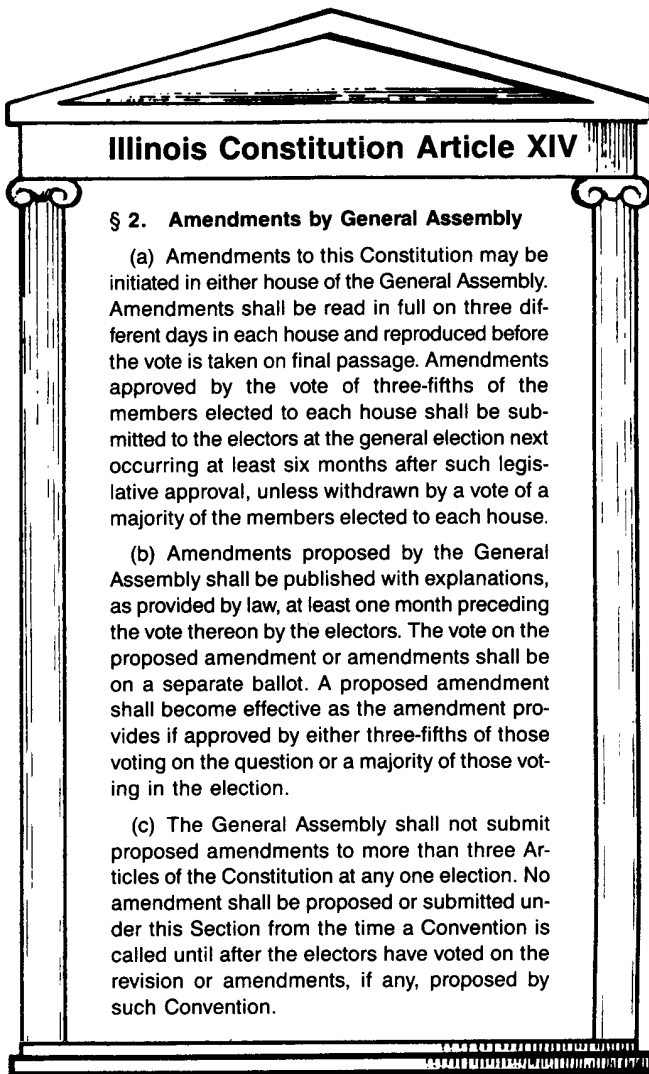 Illinois Constitution Article XIV
§ 2. Amendments by General Assembly
(a) Amendments to this Constitution may be
initiated in either house of the General Assembly.
Amendments shall be read in full on three dif-
ferent days in each house and reproduced before
the vote is taken on final passage. Amendments
approved by the vote of three-fifths of the
members elected to each house shall be sub-
mitted to the electors at the general election next
occurring at least six months after such legis-
lative approval, unless withdrawn by a vote of a
majority of the members elected to each house.
(b) Amendments proposed by the General
Assembly shall be published with explanations,
as provided by law, at least one month preceding
the vote thereon by the electors. The vote on the
proposed amendment or amendments shall be
on a separate ballot. A proposed amendment
shall become effective as the amendment pro-
vides if approved by either three-fifths of those
voting on the question or a majority of those vot-
ing in the election.
(c) The General Assembly shall not submit
proposed amendments to more than three Ar-
ticles of the Constitution at any one election. No
amendment shall be proposed or submitted un-
der this Section from the time a Convention is
called until after the electors have voted on the
revision or amendments, if any, proposed by
such Convention.